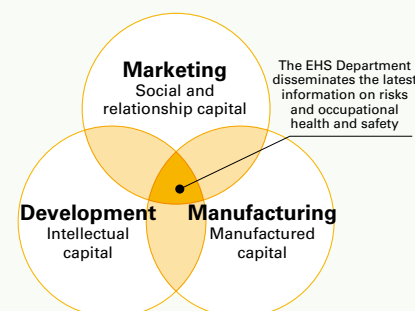 Marketing
Social and
relationship capital
The EHS Department
disseminates the latest
information on risks
and occupational
health and safety
Development
Intellectual
capital
Manufacturing
Manufactured
capital